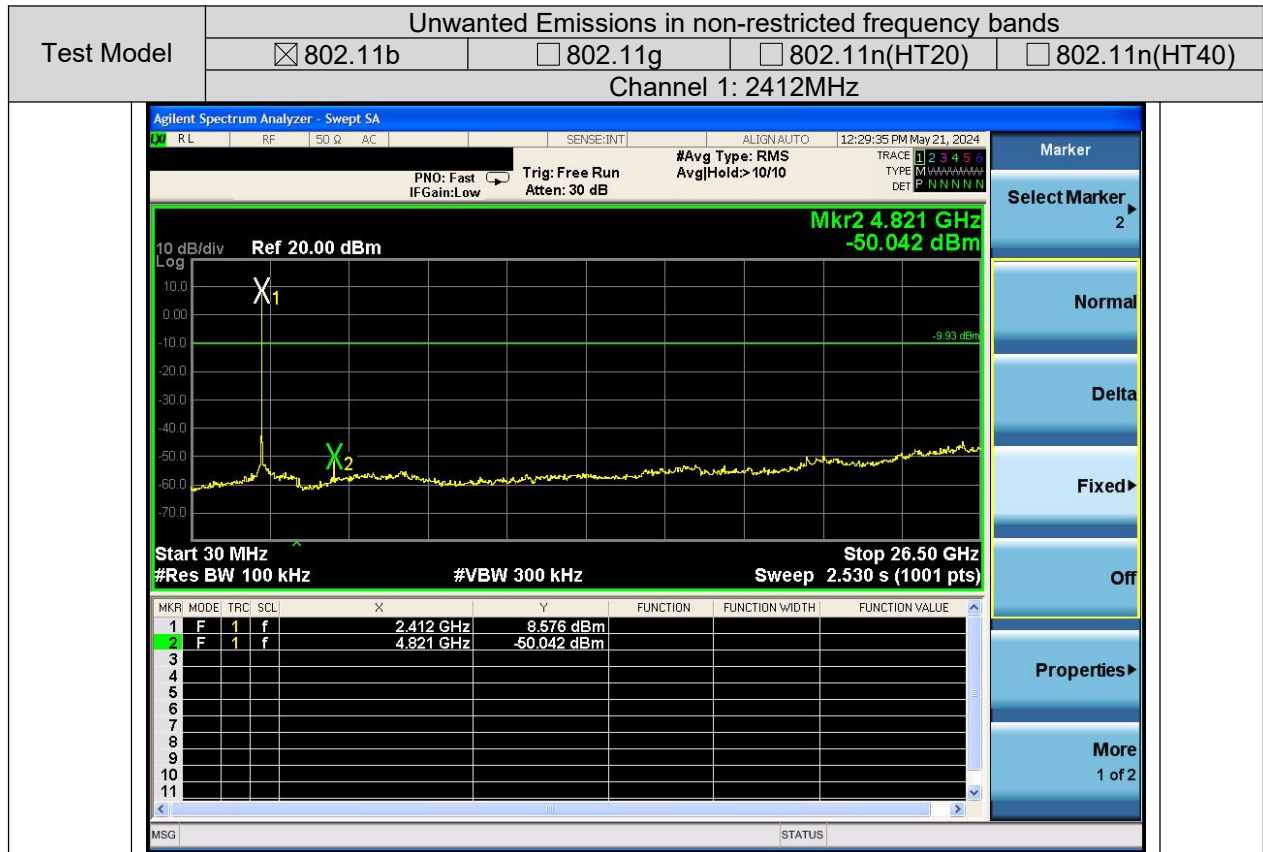 Unwanted Emissions in non-restricted frequency bands
Test Model ☒ 802.11b ☐ 802.11g ☐ 802.11n(HT20) ☐ 802.11n(HT40)
Channel 1: 2412MHz
Agilent Spectrum Analyzer - Swept SA
LXI RL RF 50 Ω AC SENSE:INT ALIGN AUTO 12:29:35 PM May 21, 2024
PNO: Fast
IFGain:Low
Trig: Free Run
Atten: 30 dB
#Avg Type: RMS
Avg|Hold:>10/10
TRACE 1 2 3 4 5 6
TYPE M WWWWW
DET P N N N N N
Mkr2 4.821 GHz
-50.042 dBm
10 dB/div Ref 20.00 dBm
Log
10.0
0.00
-10.0
-20.0
-30.0
-40.0
-50.0
-60.0
-70.0
1
2
-9.93 dBm
Start 30 MHz Stop 26.50 GHz
#Res BW 100 kHz #VBW 300 kHz Sweep 2.530 s (1001 pts)
MKR MODE TRC SCL X Y FUNCTION FUNCTION WIDTH FUNCTION VALUE
1 F 1 f 2.412 GHz 8.576 dBm
2 F 1 f 4.821 GHz -50.042 dBm
3
4
5
6
7
8
9
10
11
MSG STATUS
Marker
Select Marker
2
Normal
Delta
Fixed
Off
Properties
More
1 of 2